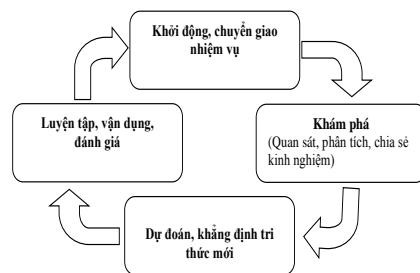 Khởi động, chuyển giao
nhiệm vụ
Khám phá
(Quan sát, phân tích, chia sẻ
kinh nghiệm)
Dự đoán, khẳng định tri
thức mới
Luyện tập, vận dụng,
đánh giá